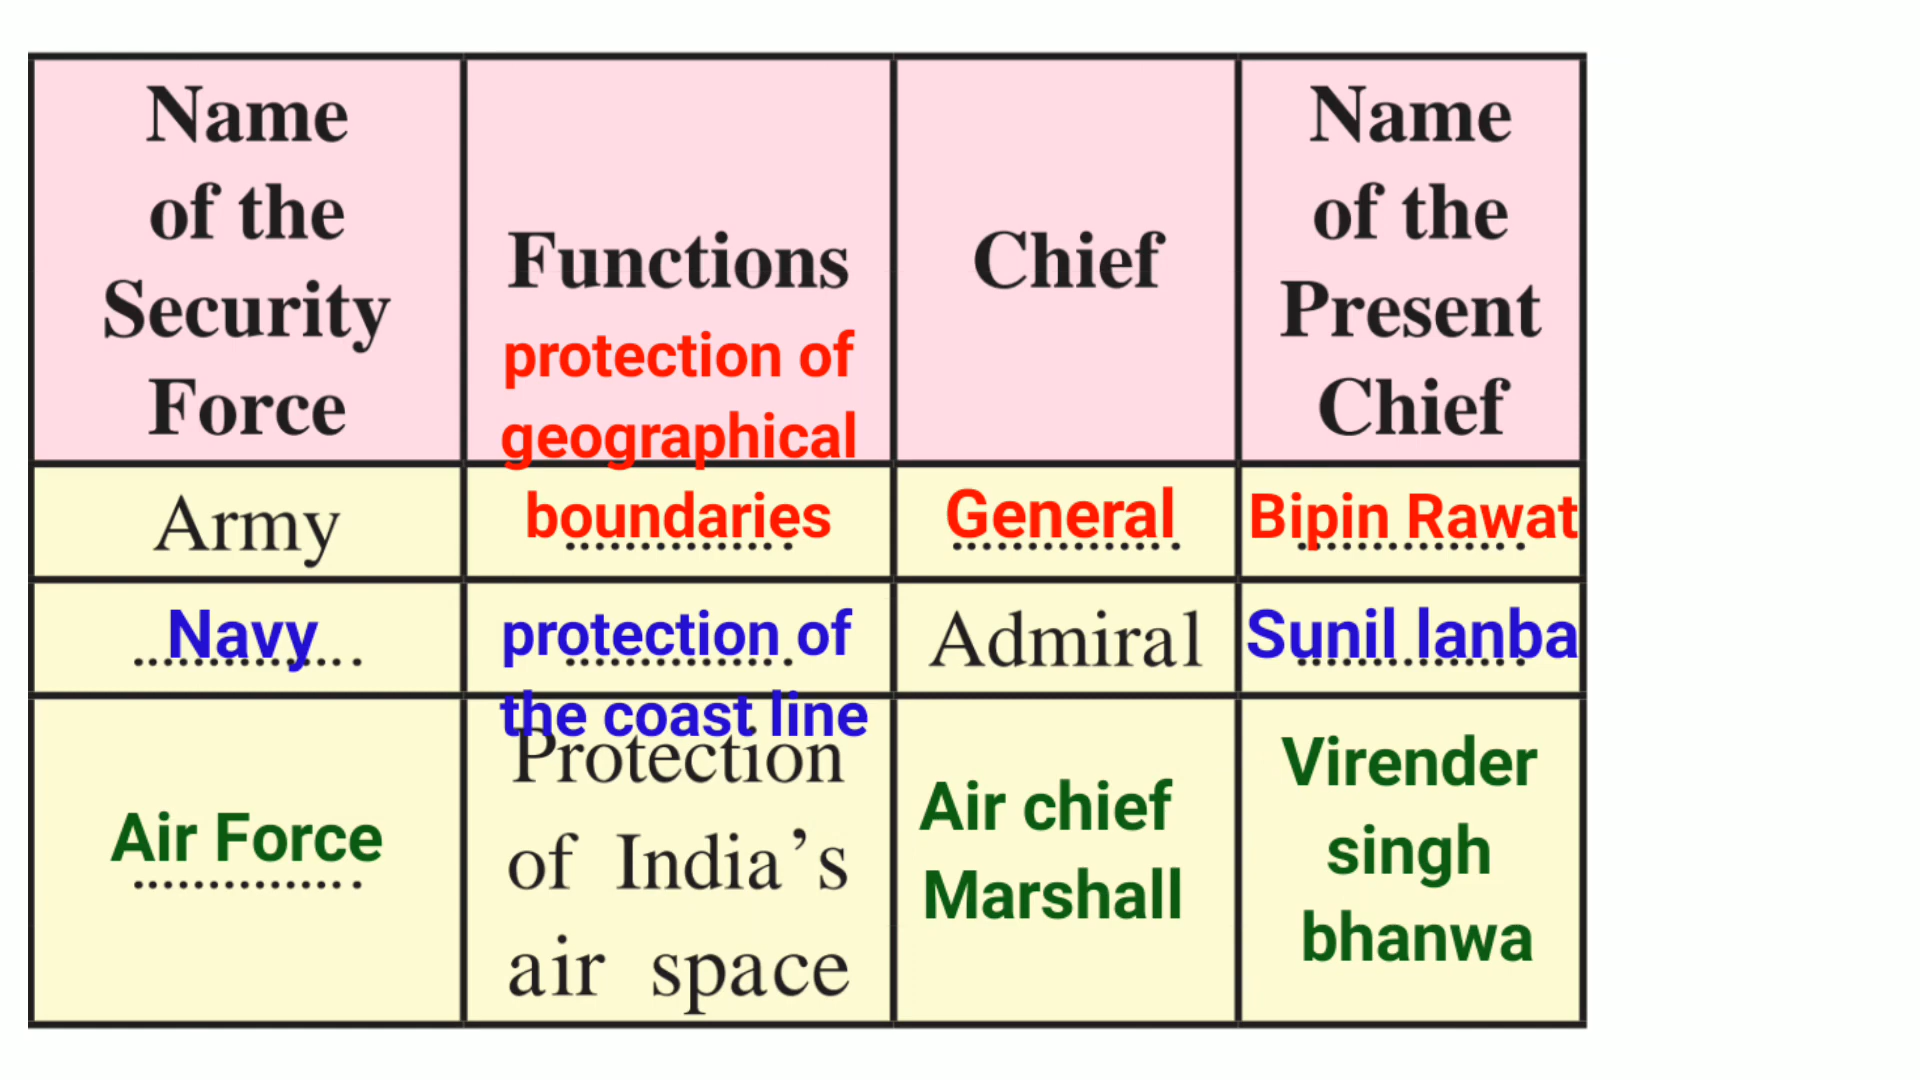 Name
of the
Security
Force
Functions
Chief
Name
of the
Present
Chief
Army
protection of
geographical
boundaries
..............
General
..............
Bipin Rawat
..............
Navy
..............
protection of
the coast line
..............
Admiral
Sunil lanba
..............
Air Force
..............
Protection
of India’s
air space
Air chief
Marshall
Virender
singh
bhanwa